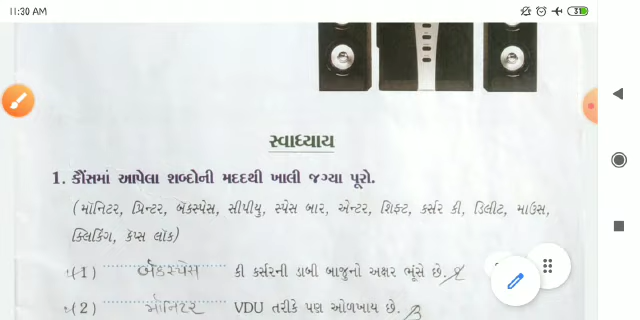 11:30 AM
31
સ્વાધ્યાય
1. કૌંસમાં આપેલા શબ્દોની મદદથી ખાલી જગ્યા પૂરો.
(મૉનિટર, પ્રિન્ટર, બૅકસ્પેસ, સીપીયુ, સ્પેસ બાર, એન્ટર, શિફ્ટ, કર્સર કી, ડિલીટ, માઉસ,
ક્લિકિંગ, કૅપ્સ લૉક)
(1) બૅકસ્પેસ કી કર્સરની ડાબી બાજુનો અક્ષર ભૂંસે છે.
(2) મોનિટર VDU તરીકે પણ ઓળખાય છે.